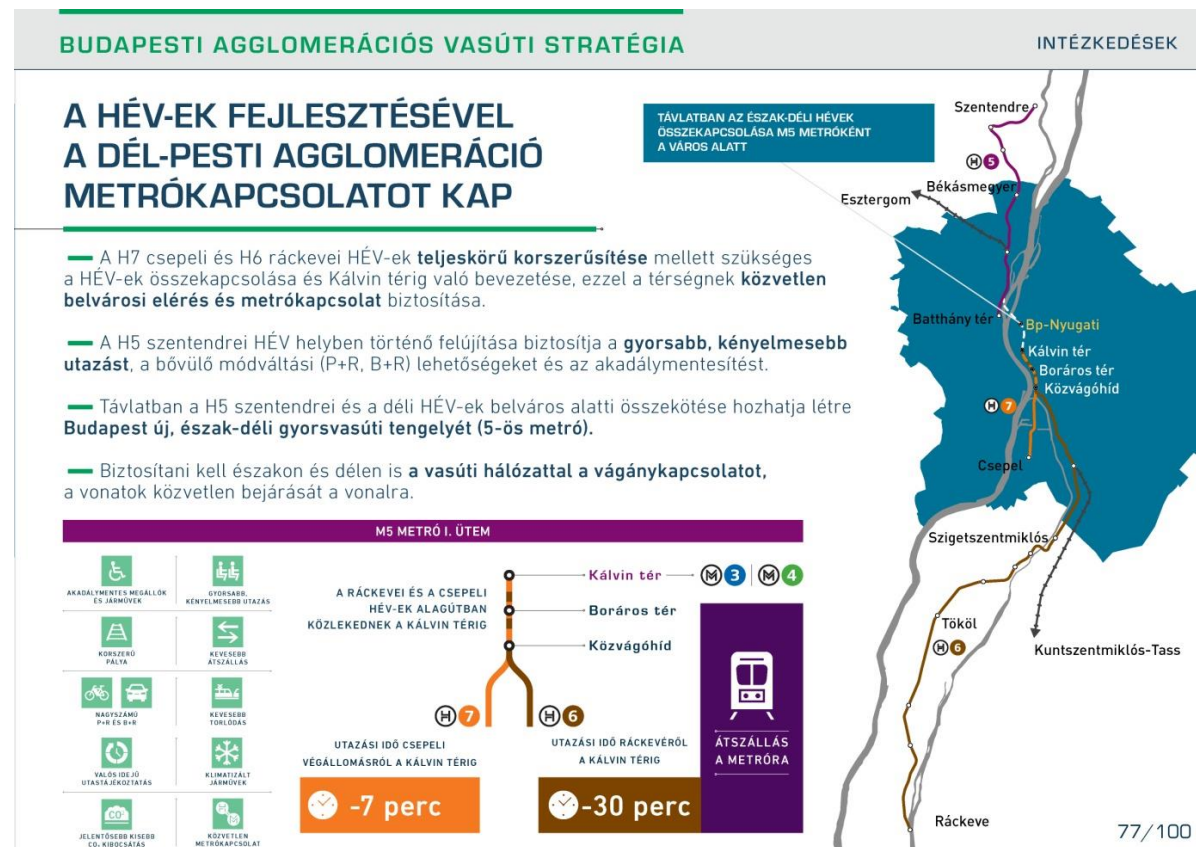 BUDAPESTI AGGLOMERÁCIÓS VASÚTI STRATÉGIA
INTÉZKEDÉSEK
A HÉV-EK FEJLESZTÉSÉVEL
A DÉL-PESTI AGGLOMERÁCIÓ
METRÓKAPCSOLATOT KAP
— A H7 csepeli és H6 ráckevei HÉV-ek teljeskörű korszerűsítése mellett szükséges
a HÉV-ek összekapcsolása és Kálvin térig való bevezetése, ezzel a térségnek közvetlen
belvárosi elérés és metrókapcsolat biztosítása.
— A H5 szentendrei HÉV helyben történő felújítása biztosítja a gyorsabb, kényelmesebb
utazást, a bővülő módváltási (P+R, B+R) lehetőségeket és az akadálymentesítést.
— Távlatban a H5 szentendrei és a déli HÉV-ek belváros alatti összekötése hozhatja létre
Budapest új, észak-déli gyorsvasúti tengelyét (5-ös metró).
— Biztosítani kell északon és délen is a vasúti hálózattal a vágánykapcsolatot,
a vonatok közvetlen bejárását a vonalra.
M5 METRÓ I. ÜTEM
AKADÁLYMENTES MEGÁLLÓK
ÉS JÁRMŰVEK
GYORSABB,
KÉNYELMESEBB UTAZÁS
KORSZERŰ
PÁLYA
KEVESEBB
ÁTSZÁLLÁS
NAGYSZÁMÚ
P+R ÉS B+R
KEVESEBB
TORLÓDÁS
VALÓS IDEJŰ
UTASTÁJÉKOZTATÁS
KLIMATIZÁLT
JÁRMŰVEK
CO₂
JELENTŐSEBB KISEBB
CO₂ KIBOCSÁTÁS
KÖZVETLEN
METRÓKAPCSOLAT
A RÁCKEVEI ÉS A CSEPELI
HÉV-EK ALAGÚTBAN
KÖZLEKEDNEK A KÁLVIN TÉRIG
Kálvin tér
M 3 | M 4
Boráros tér
Közvágóhíd
H 7
H 6
UTAZÁSI IDŐ CSEPELI
VÉGÁLLOMÁSRÓL A KÁLVIN TÉRIG
-7 perc
UTAZÁSI IDŐ RÁCKEVÉRŐL
A KÁLVIN TÉRIG
-30 perc
ÁTSZÁLLÁS
A METRÓRA
TÁVLATBAN AZ ÉSZAK-DÉLI HÉVEK
ÖSSZEKAPCSOLÁSA M5 METRÓKÉNT
A VÁROS ALATT
Szentendre
H 5
Békásmegyer
Esztergom
Batthány tér
Bp-Nyugati
Kálvin tér
Boráros tér
Közvágóhíd
H 7
Csepel
Szigetszentmiklós
Tököl
H 6
Kuntszentmiklós-Tass
Ráckeve
77/100